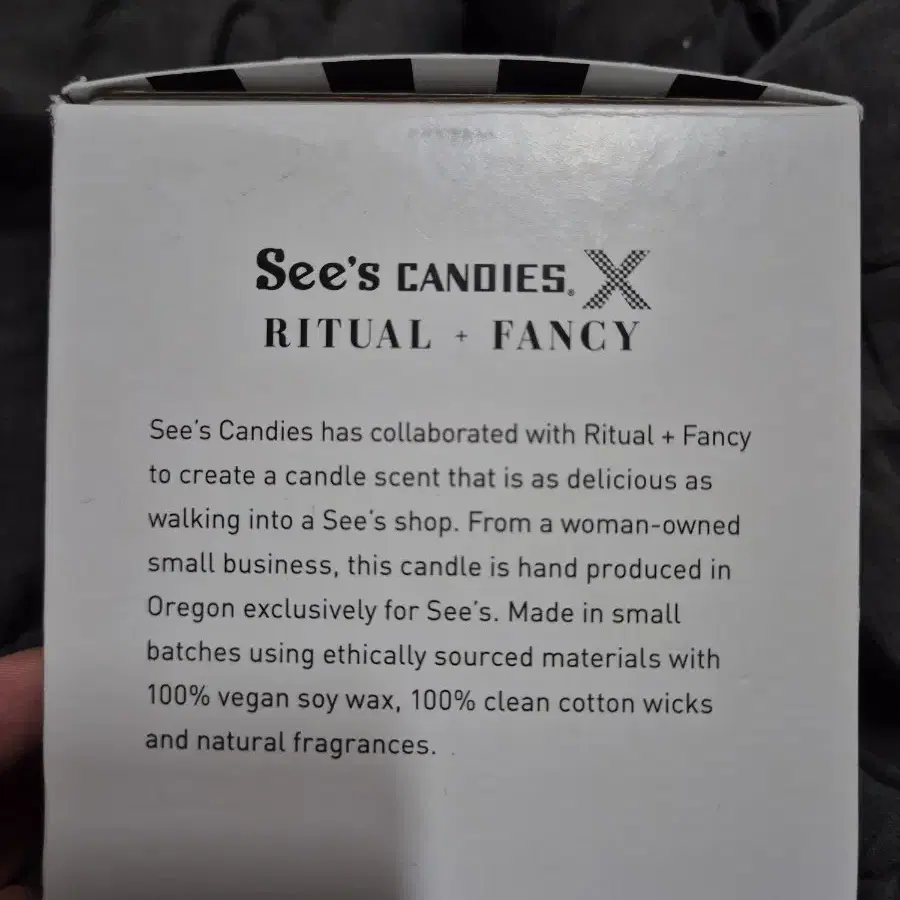 See's CANDIES® X
RITUAL + FANCY
See's Candies has collaborated with Ritual + Fancy
to create a candle scent that is as delicious as
walking into a See's shop. From a woman-owned
small business, this candle is hand produced in
Oregon exclusively for See's. Made in small
batches using ethically sourced materials with
100% vegan soy wax, 100% clean cotton wicks
and natural fragrances.